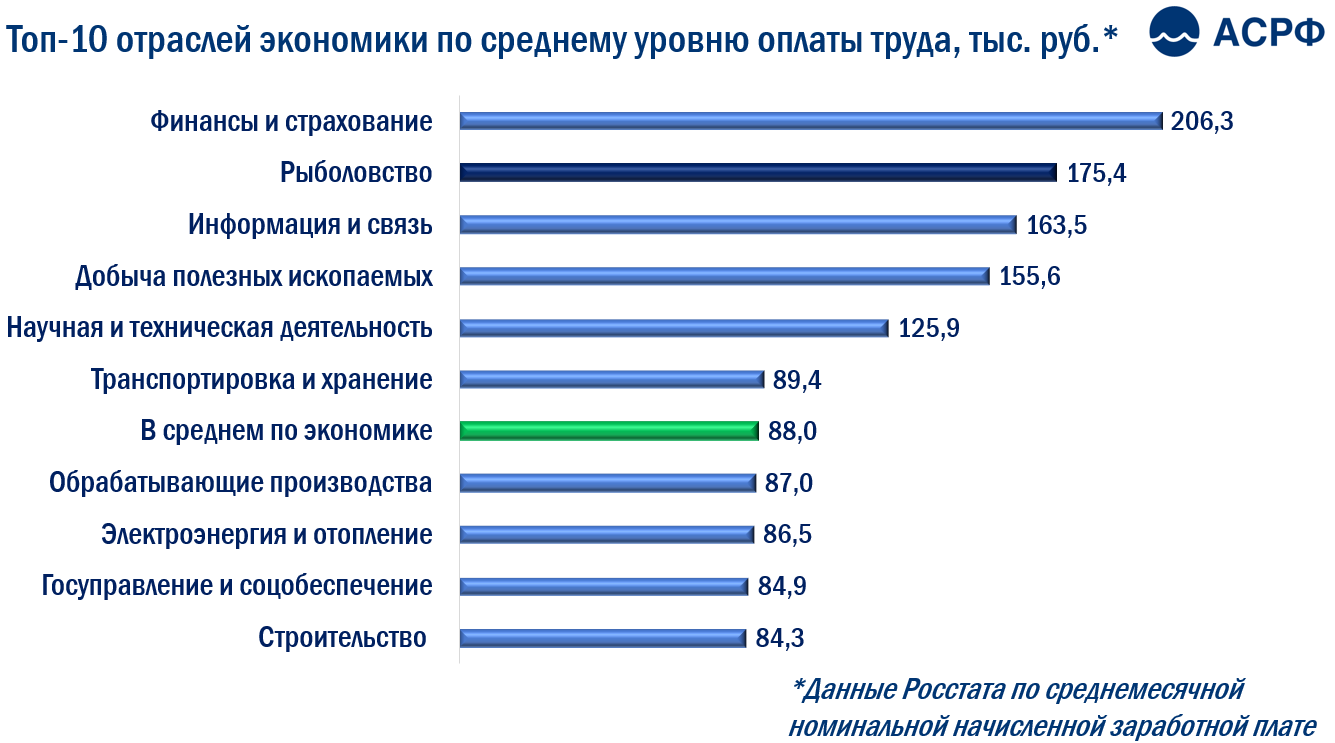 Топ-10 отраслей экономики по среднему уровню оплаты труда, тыс. руб.*
АСРФ
Финансы и страхование 206,3
Рыболовство 175,4
Информация и связь 163,5
Добыча полезных ископаемых 155,6
Научная и техническая деятельность 125,9
Транспортировка и хранение 89,4
В среднем по экономике 88,0
Обрабатывающие производства 87,0
Электроэнергия и отопление 86,5
Госуправление и соцобеспечение 84,9
Строительство 84,3
*Данные Росстата по среднемесячной
номинальной начисленной заработной плате